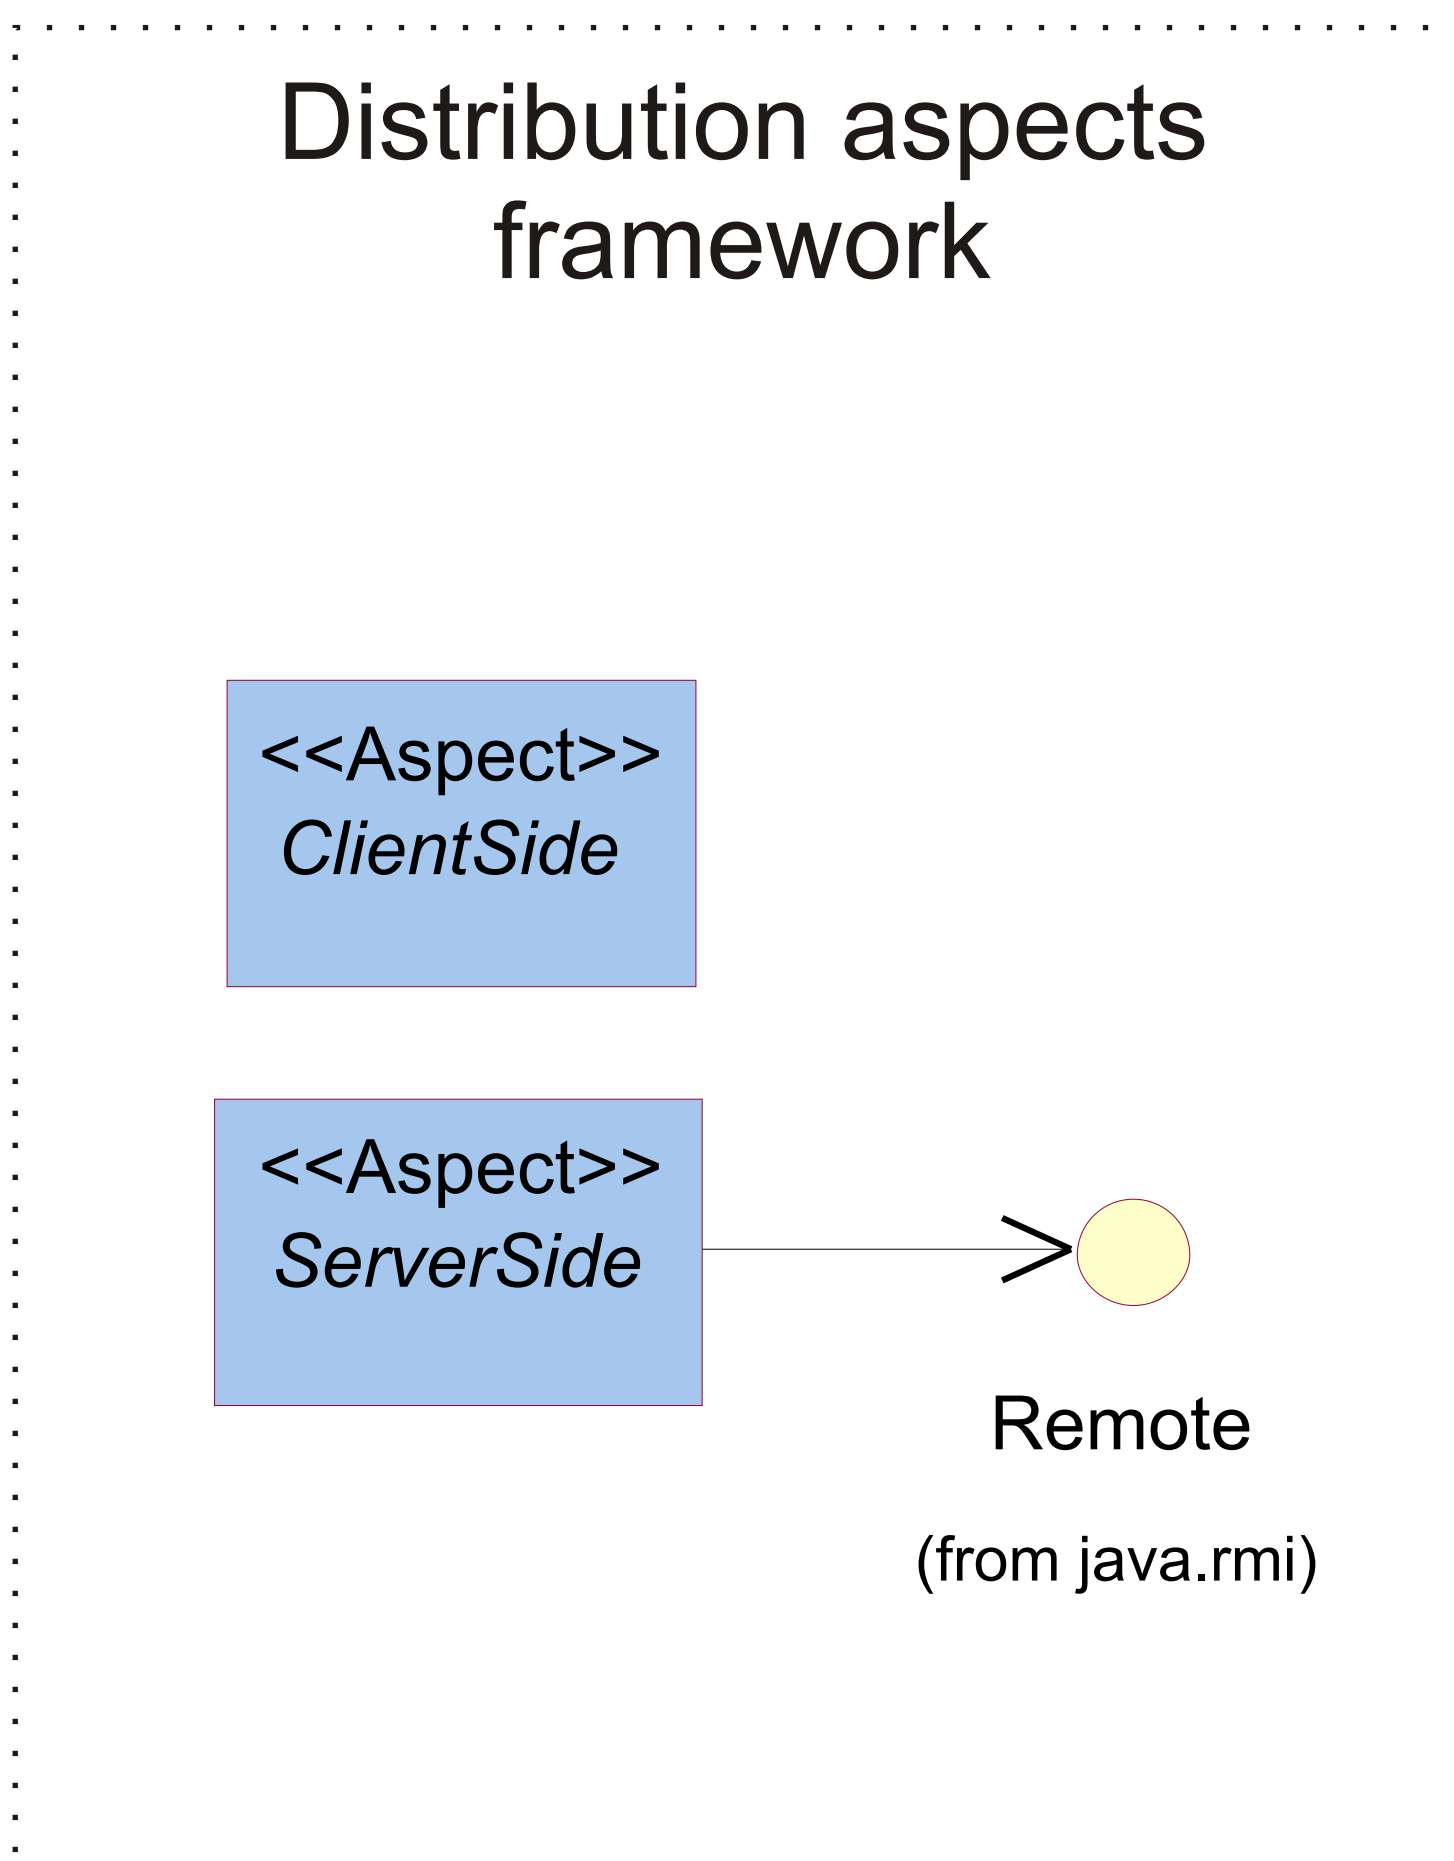 Distribution aspects
framework
<<Aspect>>
ClientSide
<<Aspect>>
ServerSide
Remote
(from java.rmi)